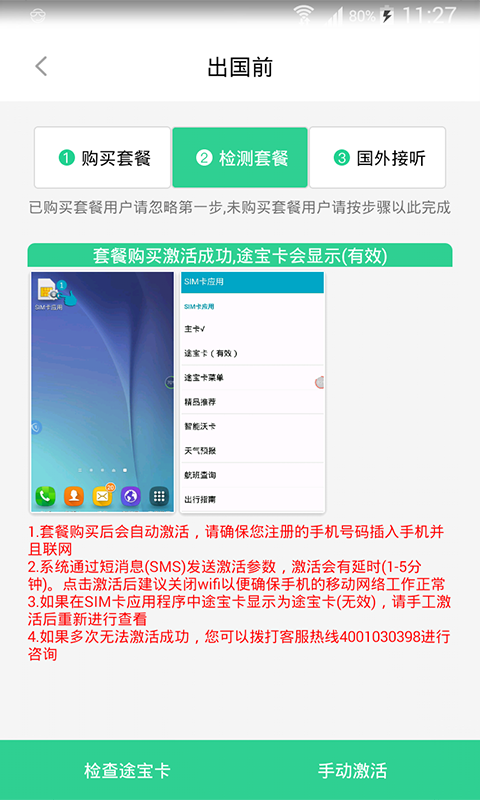 80% 11:27
出国前
1 购买套餐 2 检测套餐 3 国外接听
已购买套餐用户请忽略第一步,未购买套餐用户请按步骤以此完成
套餐购买激活成功,途宝卡会显示(有效)
1
SIM卡应用
20
SIM卡应用
SIM卡应用
主卡√
途宝卡（有效）
途宝卡菜单
精品推荐
智能沃卡
天气预报
航班查询
出行指南
1.套餐购买后会自动激活，请确保您注册的手机号码插入手机并
且联网
2.系统通过短消息(SMS)发送激活参数，激活会有延时(1-5分
钟)。点击激活后建议关闭wifi以便确保手机的移动网络工作正常
3.如果在SIM卡应用程序中途宝卡显示为途宝卡(无效)，请手工激
活后重新进行查看
4.如果多次无法激活成功，您可以拨打客服热线4001030398进行
咨询
检查途宝卡 手动激活